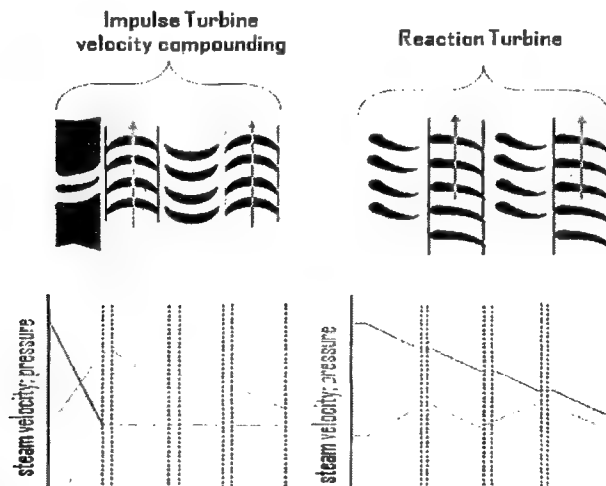 Impulse Turbine
velocity compounding
Reaction Turbine
steam velocity; pressure
steam velocity; pressure